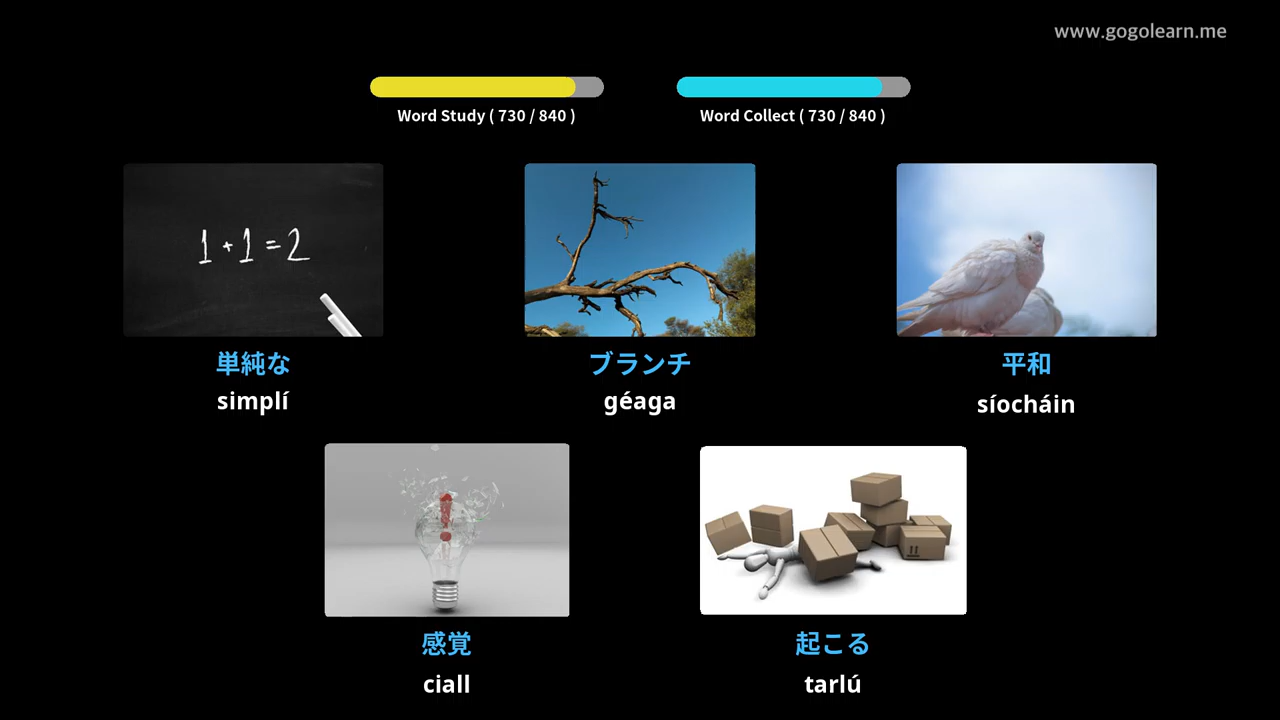 www.gogolearn.me
Word Study ( 730 / 840 )
Word Collect ( 730 / 840 )
1 + 1 = 2
単純な
simplí
ブランチ
géaga
平和
síocháin
感覚
ciall
起こる
tarlú